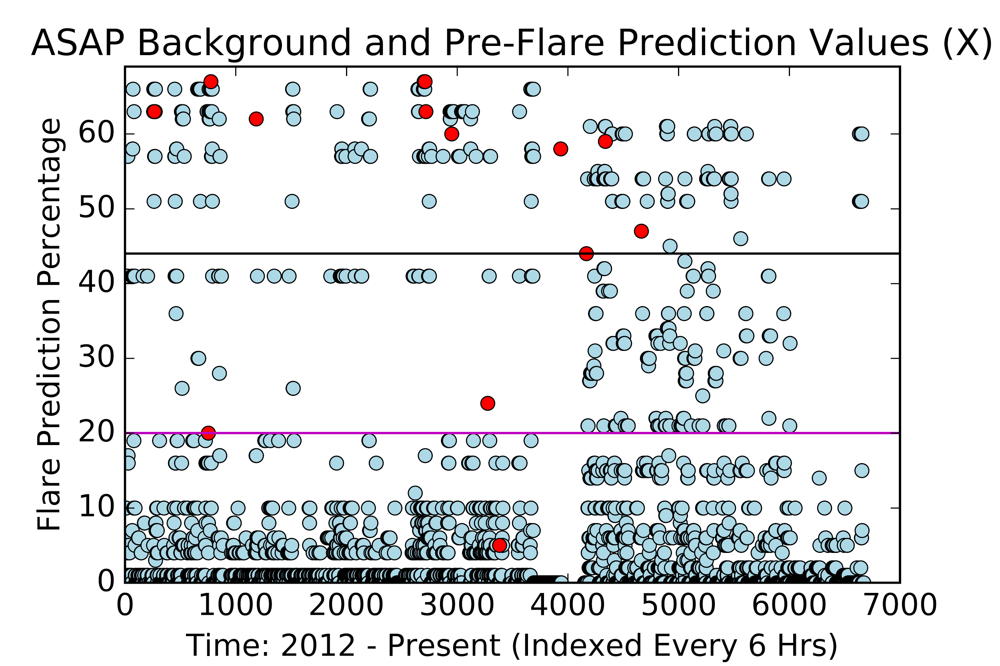 ASAP Background and Pre-Flare Prediction Values (X)
Flare Prediction Percentage
60
50
40
30
20
10
0
0 1000 2000 3000 4000 5000 6000 7000
Time: 2012 - Present (Indexed Every 6 Hrs)